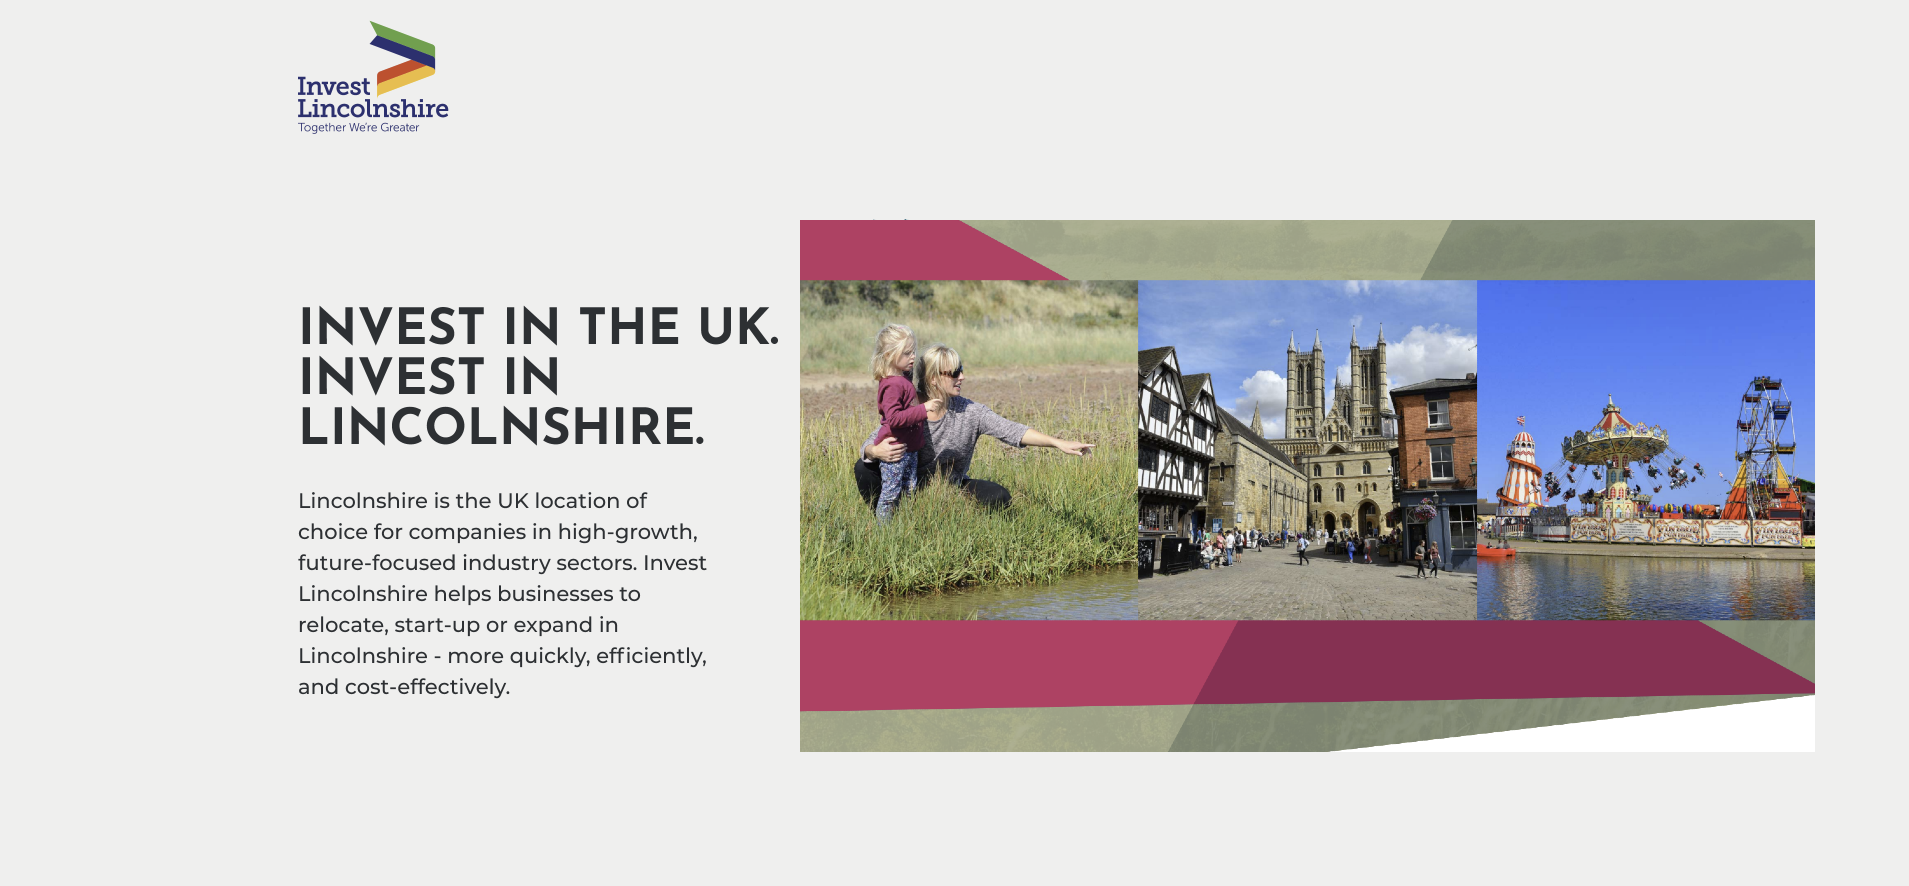 Invest
Lincolnshire
Together We're Greater
INVEST IN THE UK.
INVEST IN
LINCOLNSHIRE.
Lincolnshire is the UK location of
choice for companies in high-growth,
future-focused industry sectors. Invest
Lincolnshire helps businesses to
relocate, start-up or expand in
Lincolnshire - more quickly, efficiently,
and cost-effectively.